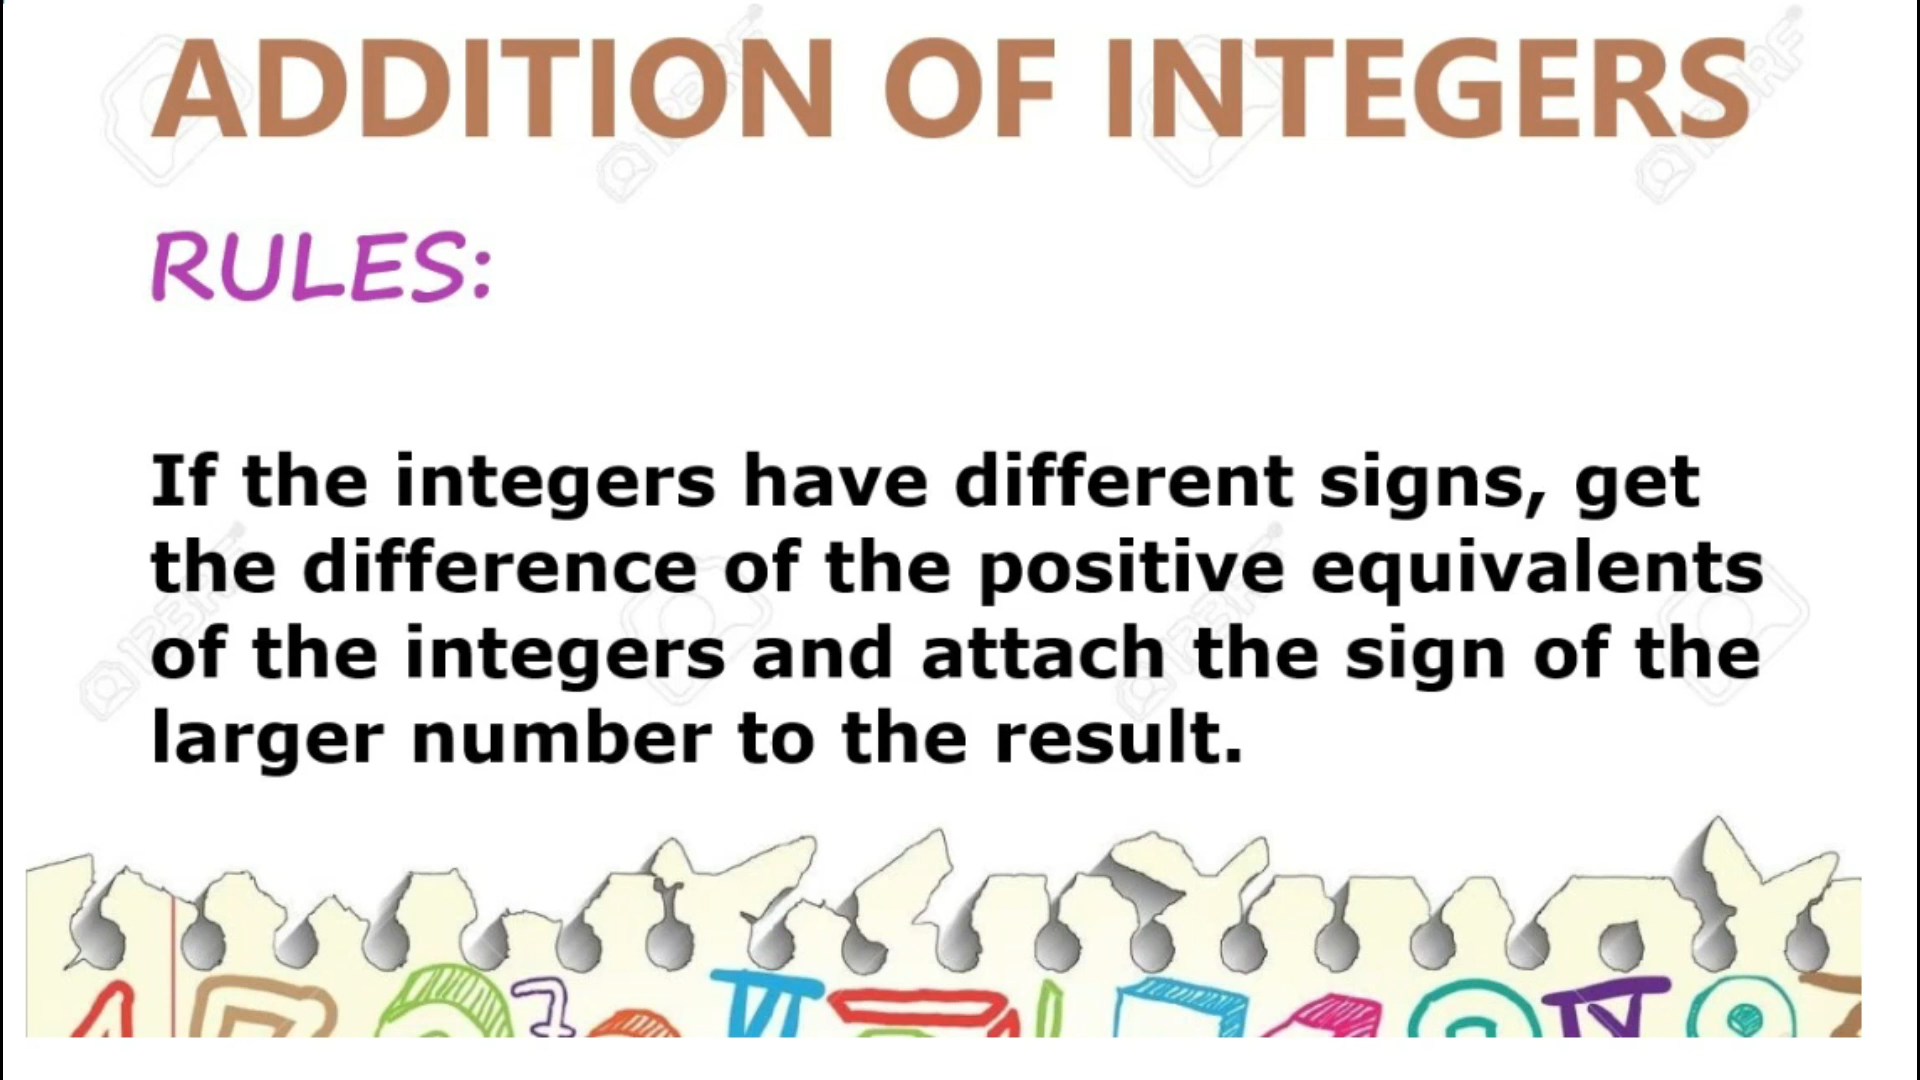 ADDITION OF INTEGERS
RULES:
If the integers have different signs, get
the difference of the positive equivalents
of the integers and attach the sign of the
larger number to the result.